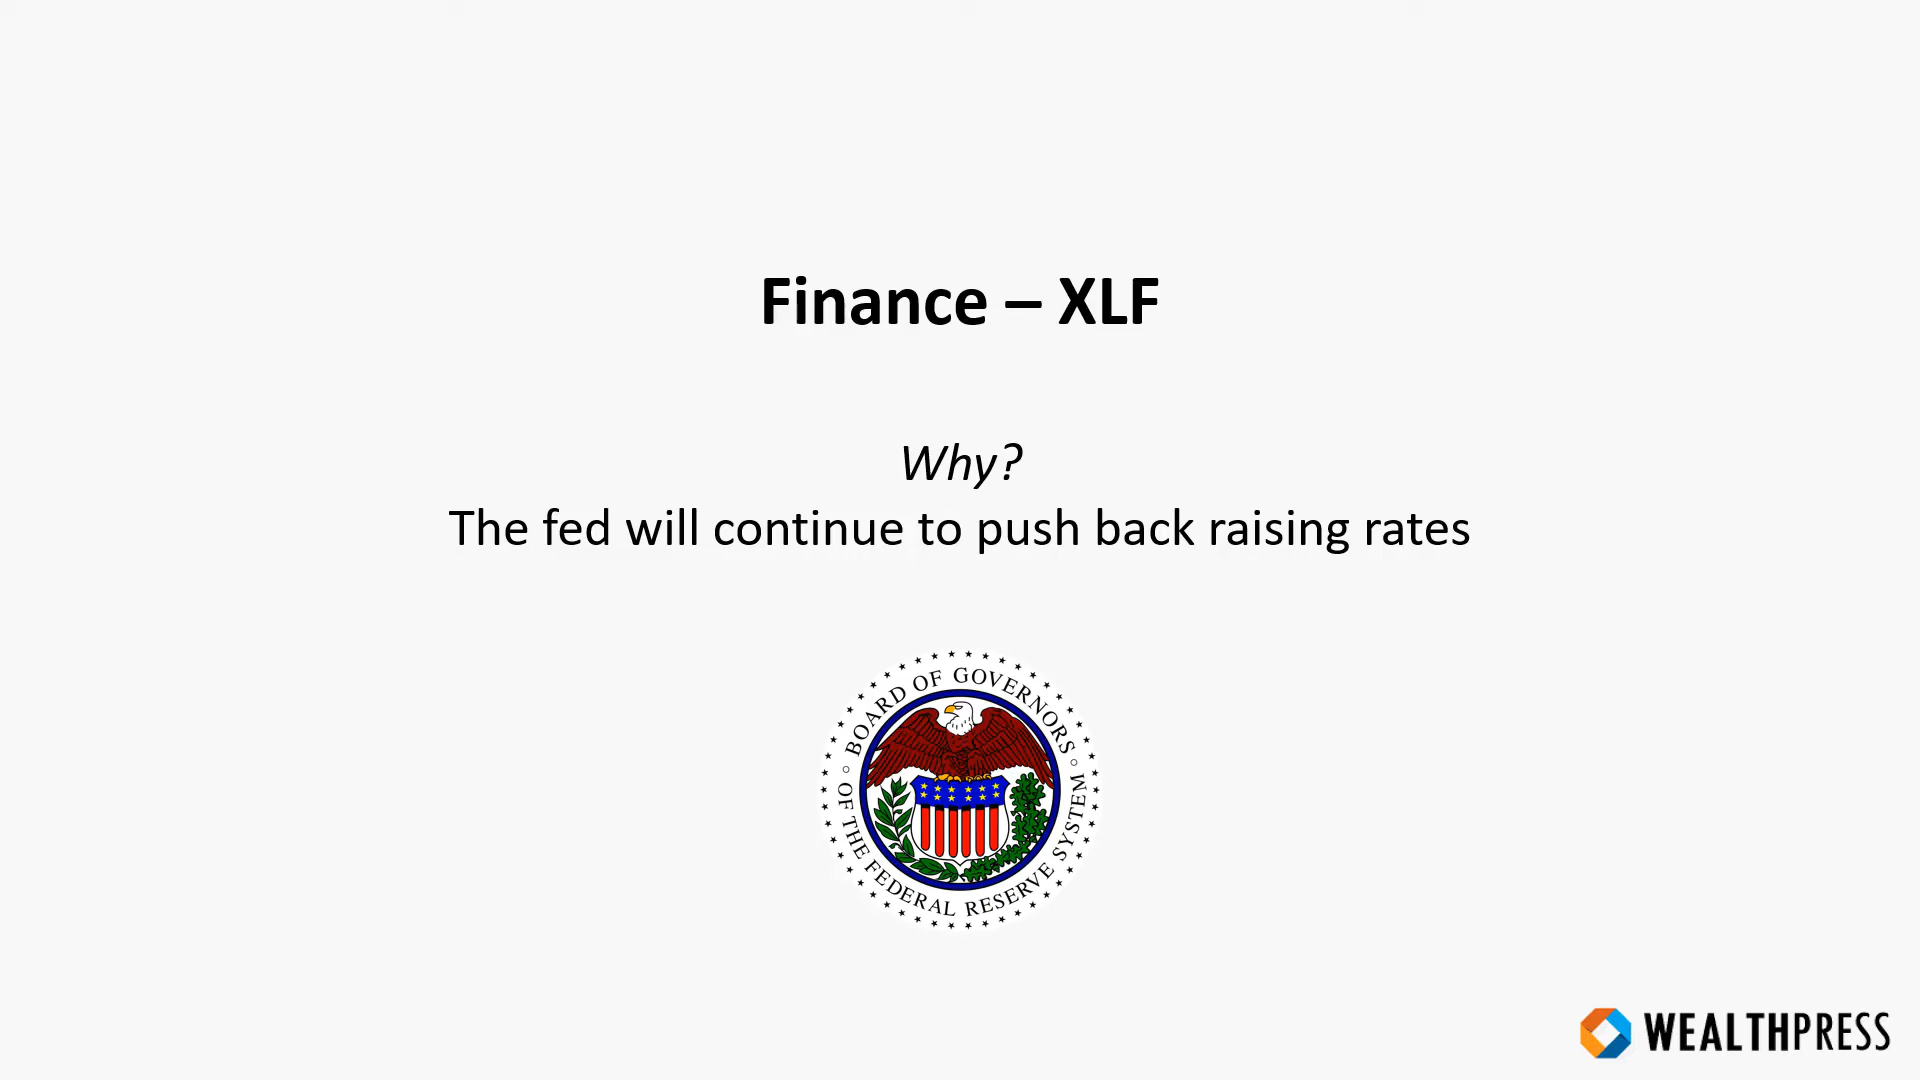 Finance – XLF
Why?
The fed will continue to push back raising rates
BOARD OF GOVERNORS
OF THE FEDERAL RESERVE SYSTEM
WEALTHPRESS